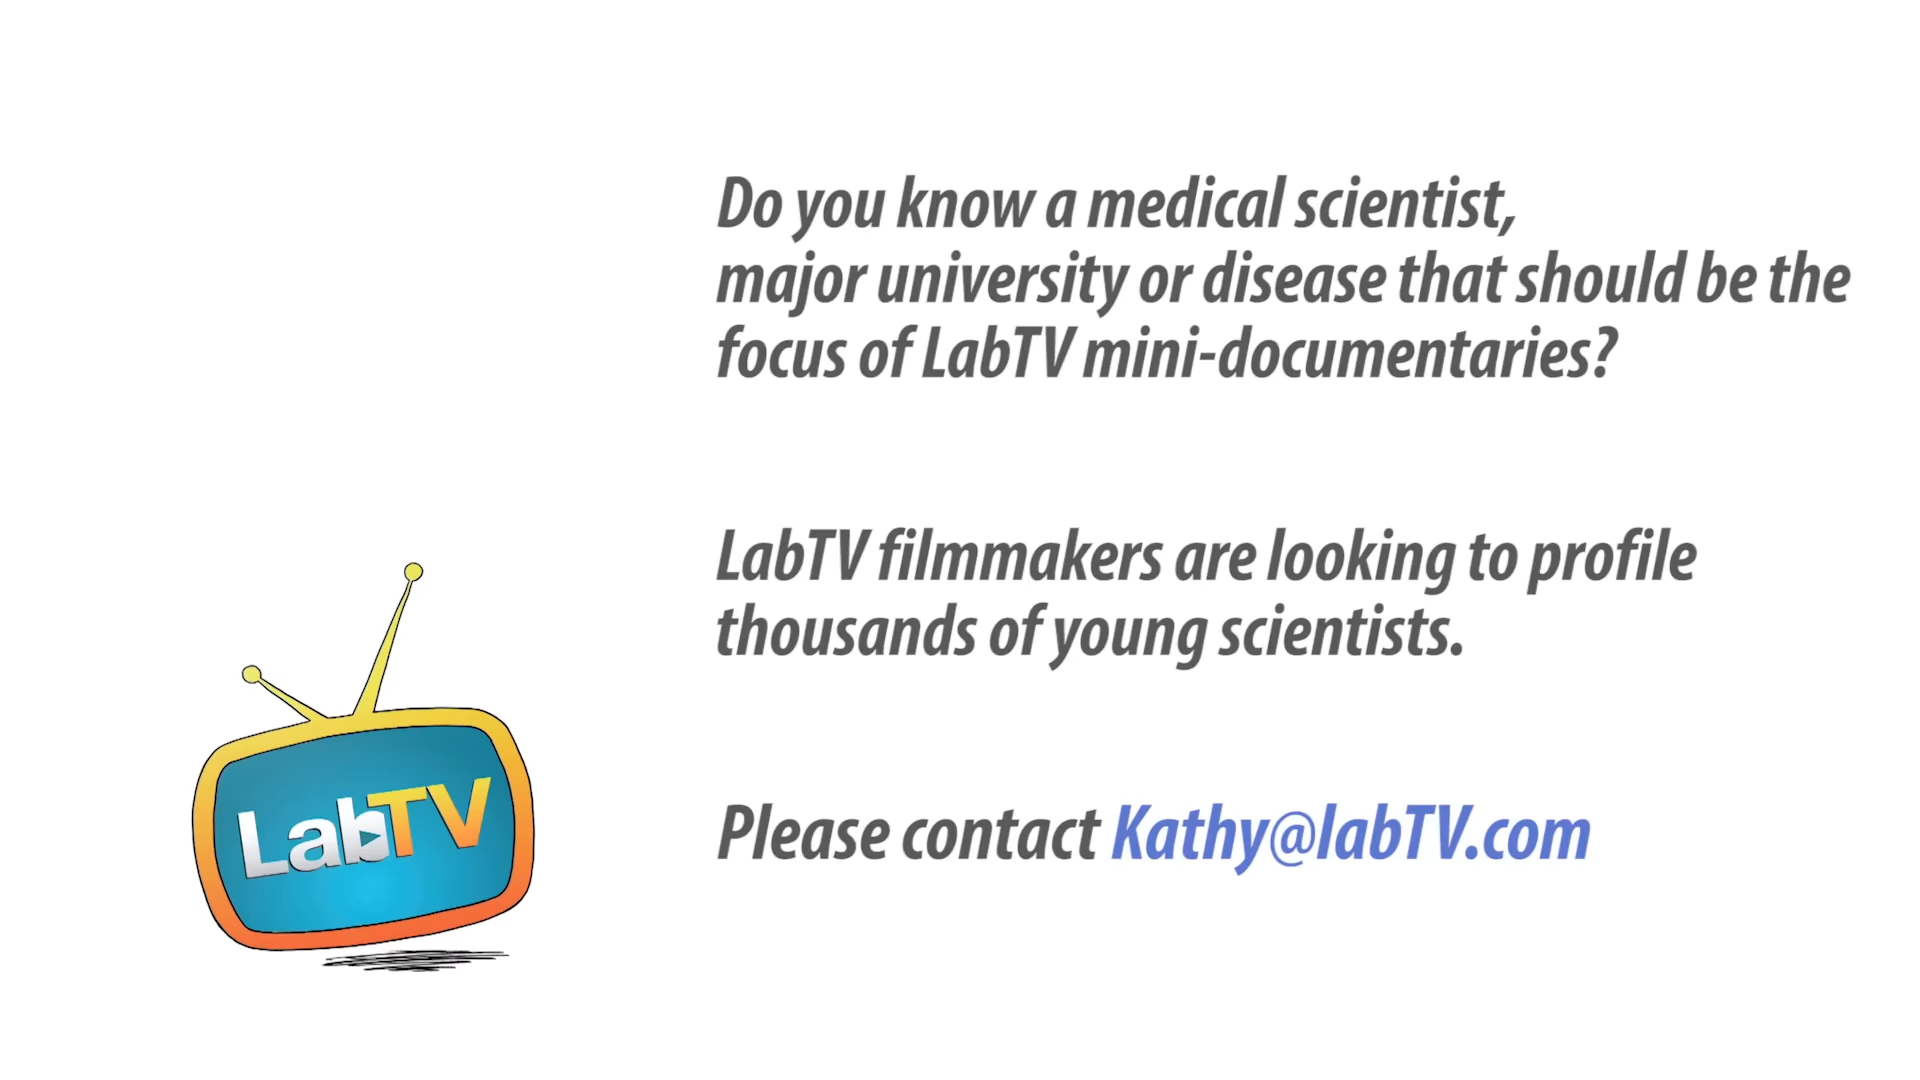 Do you know a medical scientist,
major university or disease that should be the
focus of LabTV mini-documentaries?
LabTV filmmakers are looking to profile
thousands of young scientists.
LabTV
Please contact Kathy@labTV.com